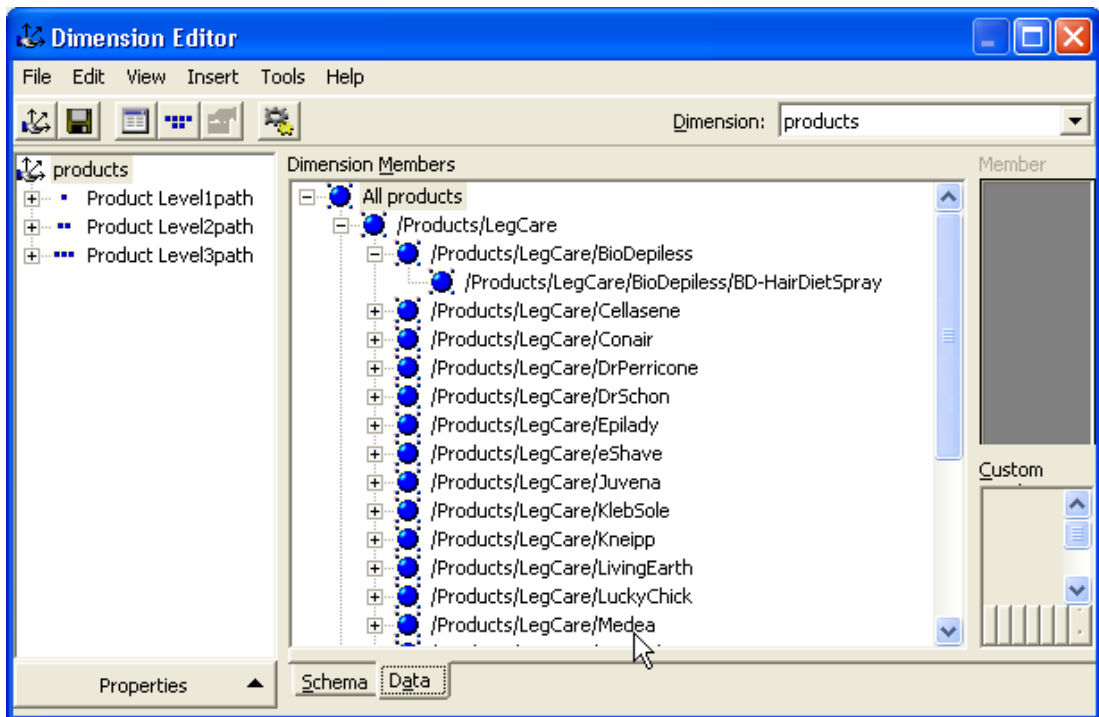 Dimension Editor
File Edit View Insert Tools Help
Dimension: products
products
Product Level1path
Product Level2path
Product Level3path
Dimension Members
All products
/Products/LegCare
/Products/LegCare/BioDepiless
/Products/LegCare/BioDepiless/BD-HairDietSpray
/Products/LegCare/Cellasene
/Products/LegCare/Conair
/Products/LegCare/DrPerricone
/Products/LegCare/DrSchon
/Products/LegCare/Epilady
/Products/LegCare/eShave
/Products/LegCare/Juvena
/Products/LegCare/KlebSole
/Products/LegCare/Kneipp
/Products/LegCare/LivingEarth
/Products/LegCare/LuckyChick
/Products/LegCare/Medea
Member
Custom
Properties
Schema Data